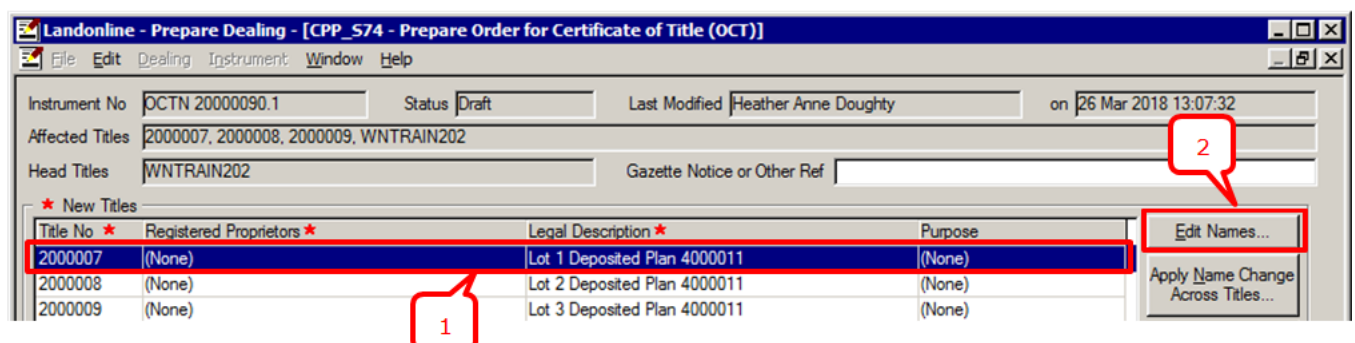 Landonline - Prepare Dealing - [CPP_S74 - Prepare Order for Certificate of Title (OCT)]
File Edit Dealing Instrument Window Help
Instrument No OCTN 20000090.1 Status Draft Last Modified Heather Anne Doughty on 26 Mar 2018 13:07:32
Affected Titles 2000007, 2000008, 2000009, WNTRAIN202
2
Head Titles WNTRAIN202 Gazette Notice or Other Ref
* New Titles
Title No * Registered Proprietors * Legal Description * Purpose Edit Names...
2000007 (None) Lot 1 Deposited Plan 4000011 (None)
2000008 (None) Lot 2 Deposited Plan 4000011 (None) Apply Name Change
2000009 (None) Lot 3 Deposited Plan 4000011 (None) Across Titles...
1